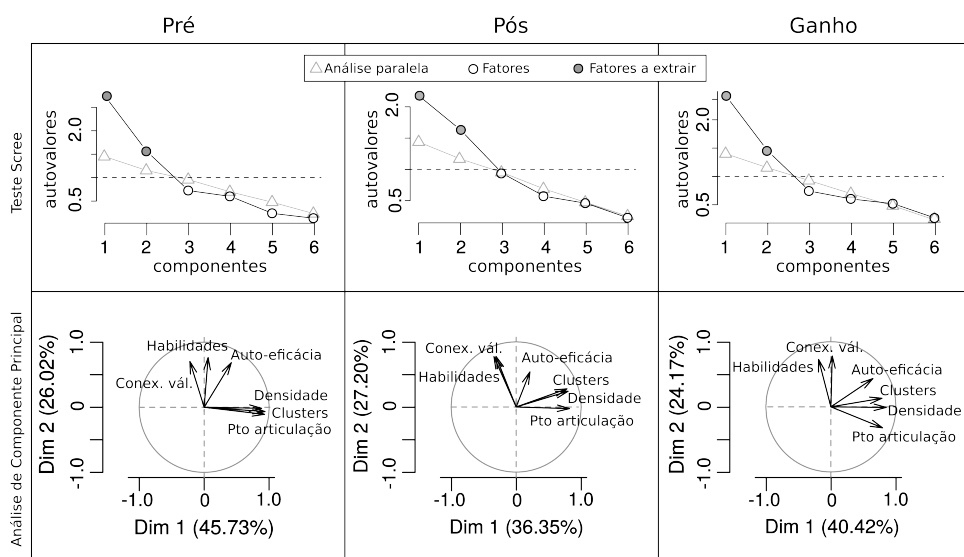 Pré
Pós
Ganho
Análise paralela
Fatores
Fatores a extrair
Teste Scree
autovalores
2.0
0.5
1 2 3 4 5 6
componentes
autovalores
2.0
0.5
1 2 3 4 5 6
componentes
autovalores
2.0
0.5
1 2 3 4 5 6
componentes
Análise de Componente Principal
Dim 2 (26.02%)
1.0
0
-1.0
Habilidades
Auto-eficácia
Conex. vál.
Densidade
Clusters
Pto articulação
-1.0 0 1.0
Dim 1 (45.73%)
Dim 2 (27.20%)
1.0
0
-1.0
Conex. vál.
Auto-eficácia
Habilidades
Clusters
Densidade
Pto articulação
-1.0 0 1.0
Dim 1 (36.35%)
Dim 2 (24.17%)
1.0
0
-1.0
Conex. vál.
Habilidades
Auto-eficácia
Clusters
Densidade
Pto articulação
-1.0 0 1.0
Dim 1 (40.42%)